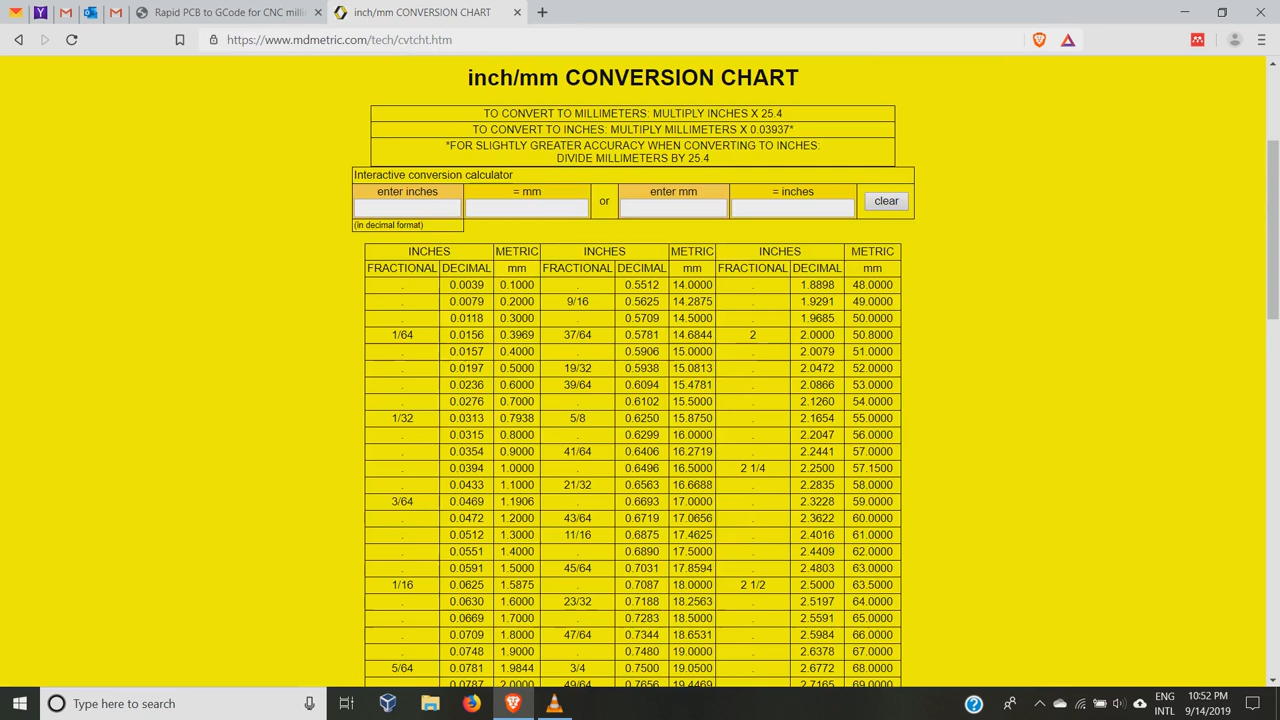 Rapid PCB to GCode for CNC milli
inch/mm CONVERSION CHART
https://www.mdmetric.com/tech/cvtcht.htm
inch/mm CONVERSION CHART
TO CONVERT TO MILLIMETERS: MULTIPLY INCHES X 25.4
TO CONVERT TO INCHES: MULTIPLY MILLIMETERS X 0.03937*
*FOR SLIGHTLY GREATER ACCURACY WHEN CONVERTING TO INCHES:
DIVIDE MILLIMETERS BY 25.4
Interactive conversion calculator
enter inches = mm or enter mm = inches clear
(in decimal format)
INCHES METRIC INCHES METRIC INCHES METRIC
FRACTIONAL DECIMAL mm FRACTIONAL DECIMAL mm FRACTIONAL DECIMAL mm
. 0.0039 0.1000 . 0.5512 14.0000 . 1.8898 48.0000
. 0.0079 0.2000 9/16 0.5625 14.2875 . 1.9291 49.0000
. 0.0118 0.3000 . 0.5709 14.5000 . 1.9685 50.0000
1/64 0.0156 0.3969 37/64 0.5781 14.6844 2 2.0000 50.8000
. 0.0157 0.4000 . 0.5906 15.0000 . 2.0079 51.0000
. 0.0197 0.5000 19/32 0.5938 15.0813 . 2.0472 52.0000
. 0.0236 0.6000 39/64 0.6094 15.4781 . 2.0866 53.0000
. 0.0276 0.7000 . 0.6102 15.5000 . 2.1260 54.0000
1/32 0.0313 0.7938 5/8 0.6250 15.8750 . 2.1654 55.0000
. 0.0315 0.8000 . 0.6299 16.0000 . 2.2047 56.0000
. 0.0354 0.9000 41/64 0.6406 16.2719 . 2.2441 57.0000
. 0.0394 1.0000 . 0.6496 16.5000 2 1/4 2.2500 57.1500
. 0.0433 1.1000 21/32 0.6563 16.6688 . 2.2835 58.0000
3/64 0.0469 1.1906 . 0.6693 17.0000 . 2.3228 59.0000
. 0.0472 1.2000 43/64 0.6719 17.0656 . 2.3622 60.0000
. 0.0512 1.3000 11/16 0.6875 17.4625 . 2.4016 61.0000
. 0.0551 1.4000 . 0.6890 17.5000 . 2.4409 62.0000
. 0.0591 1.5000 45/64 0.7031 17.8594 . 2.4803 63.0000
1/16 0.0625 1.5875 . 0.7087 18.0000 2 1/2 2.5000 63.5000
. 0.0630 1.6000 23/32 0.7188 18.2563 . 2.5197 64.0000
. 0.0669 1.7000 . 0.7283 18.5000 . 2.5591 65.0000
. 0.0709 1.8000 47/64 0.7344 18.6531 . 2.5984 66.0000
. 0.0748 1.9000 . 0.7480 19.0000 . 2.6378 67.0000
5/64 0.0781 1.9844 3/4 0.7500 19.0500 . 2.6772 68.0000
. 0.0787 2.0000 49/64 0.7656 19.4469 . 2.7165 69.0000
Type here to search
ENG 10:52 PM
INTL 9/14/2019